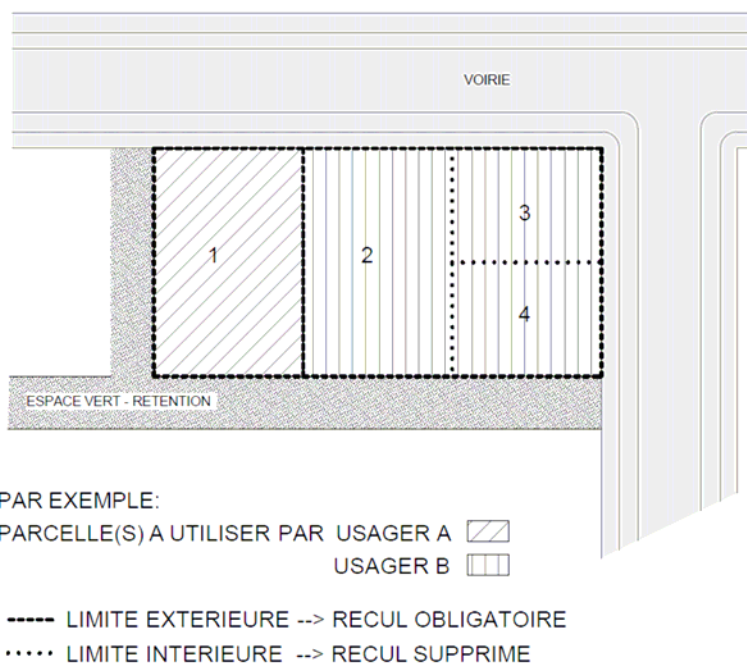 VOIRIE
1
2
3
4
ESPACE VERT - RETENTION
PAR EXEMPLE:
PARCELLE(S) A UTILISER PAR USAGER A
USAGER B
LIMITE EXTERIEURE --> RECUL OBLIGATOIRE
LIMITE INTERIEURE --> RECUL SUPPRIME